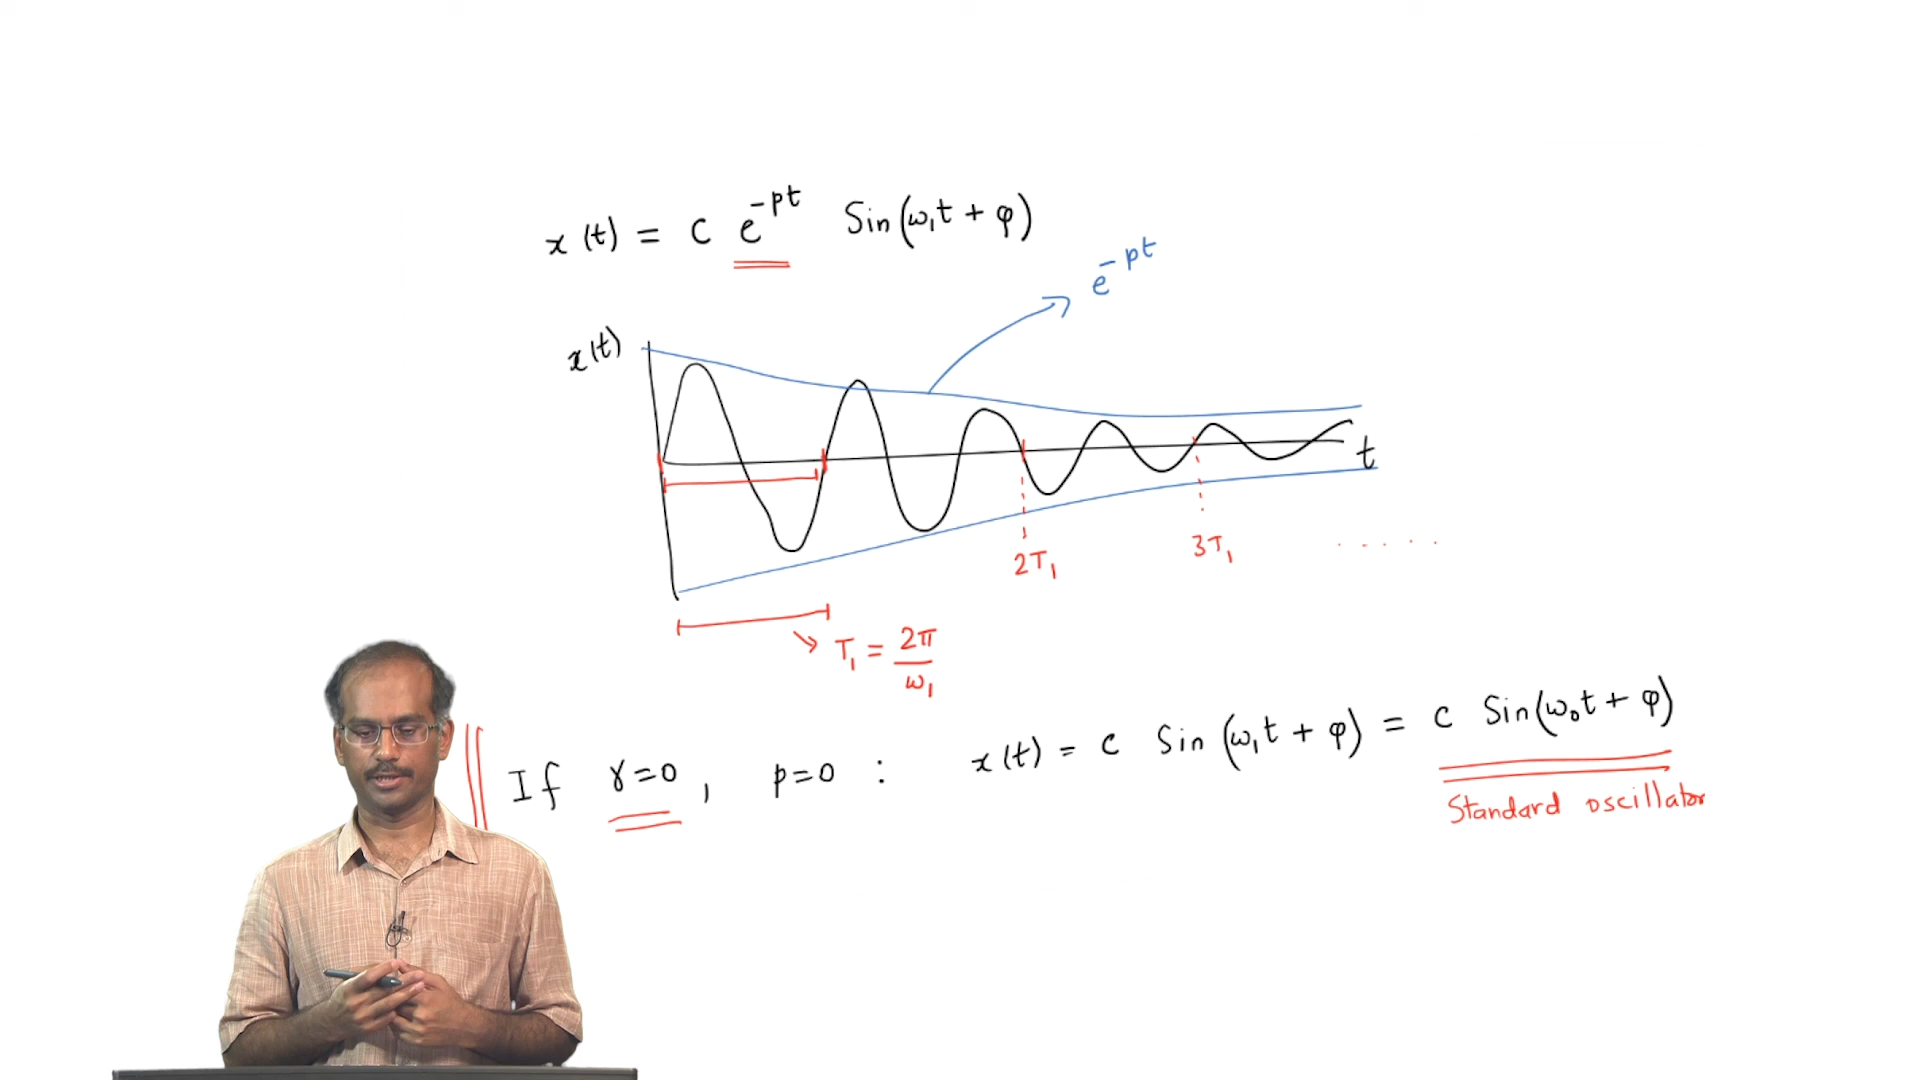 x(t) = c e^{-pt} Sin(ω₁t + φ)
e^{-pt}
x(t)
t
2T₁
3T₁ .....
T₁ = 2π/ω₁
If γ=0, p=0 : x(t) = c Sin(ω₁t + φ) = c Sin(ω₀t + φ)
Standard oscillator